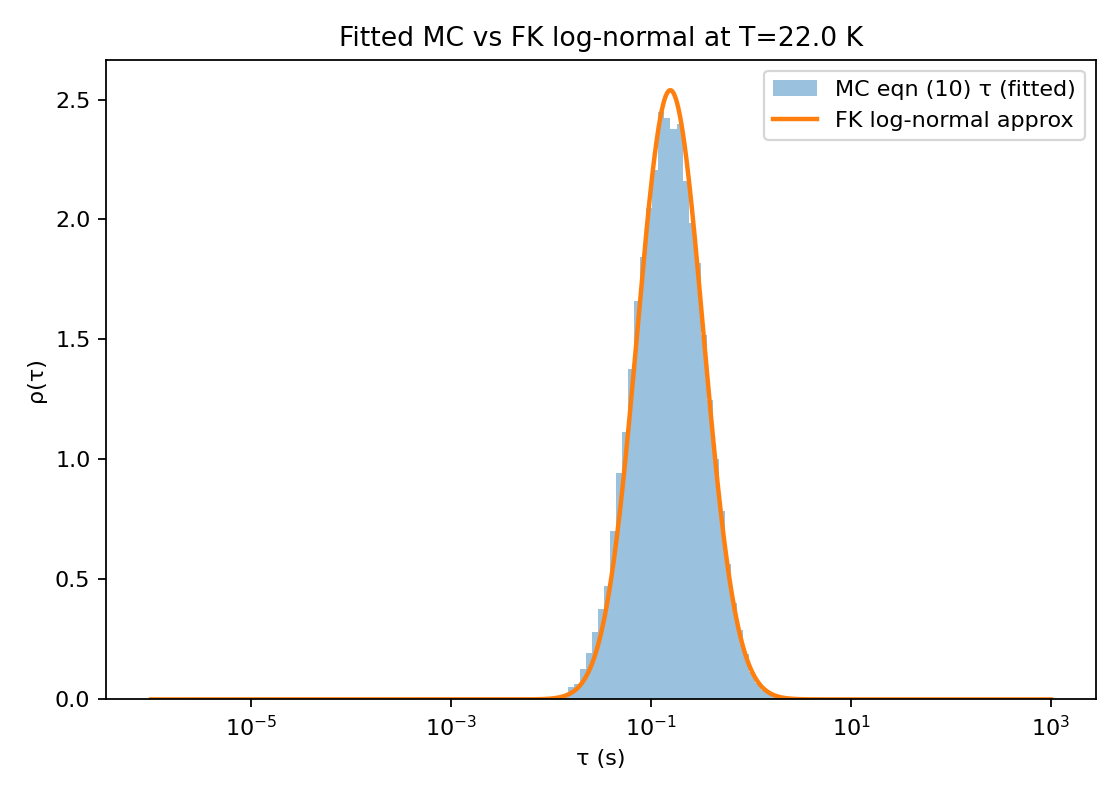 Fitted MC vs FK log-normal at T=22.0 K
MC eqn (10) τ (fitted)
FK log-normal approx
2.5
2.0
1.5
1.0
0.5
0.0
ρ(τ)
10⁻⁵
10⁻³
10⁻¹
10¹
10³
τ (s)